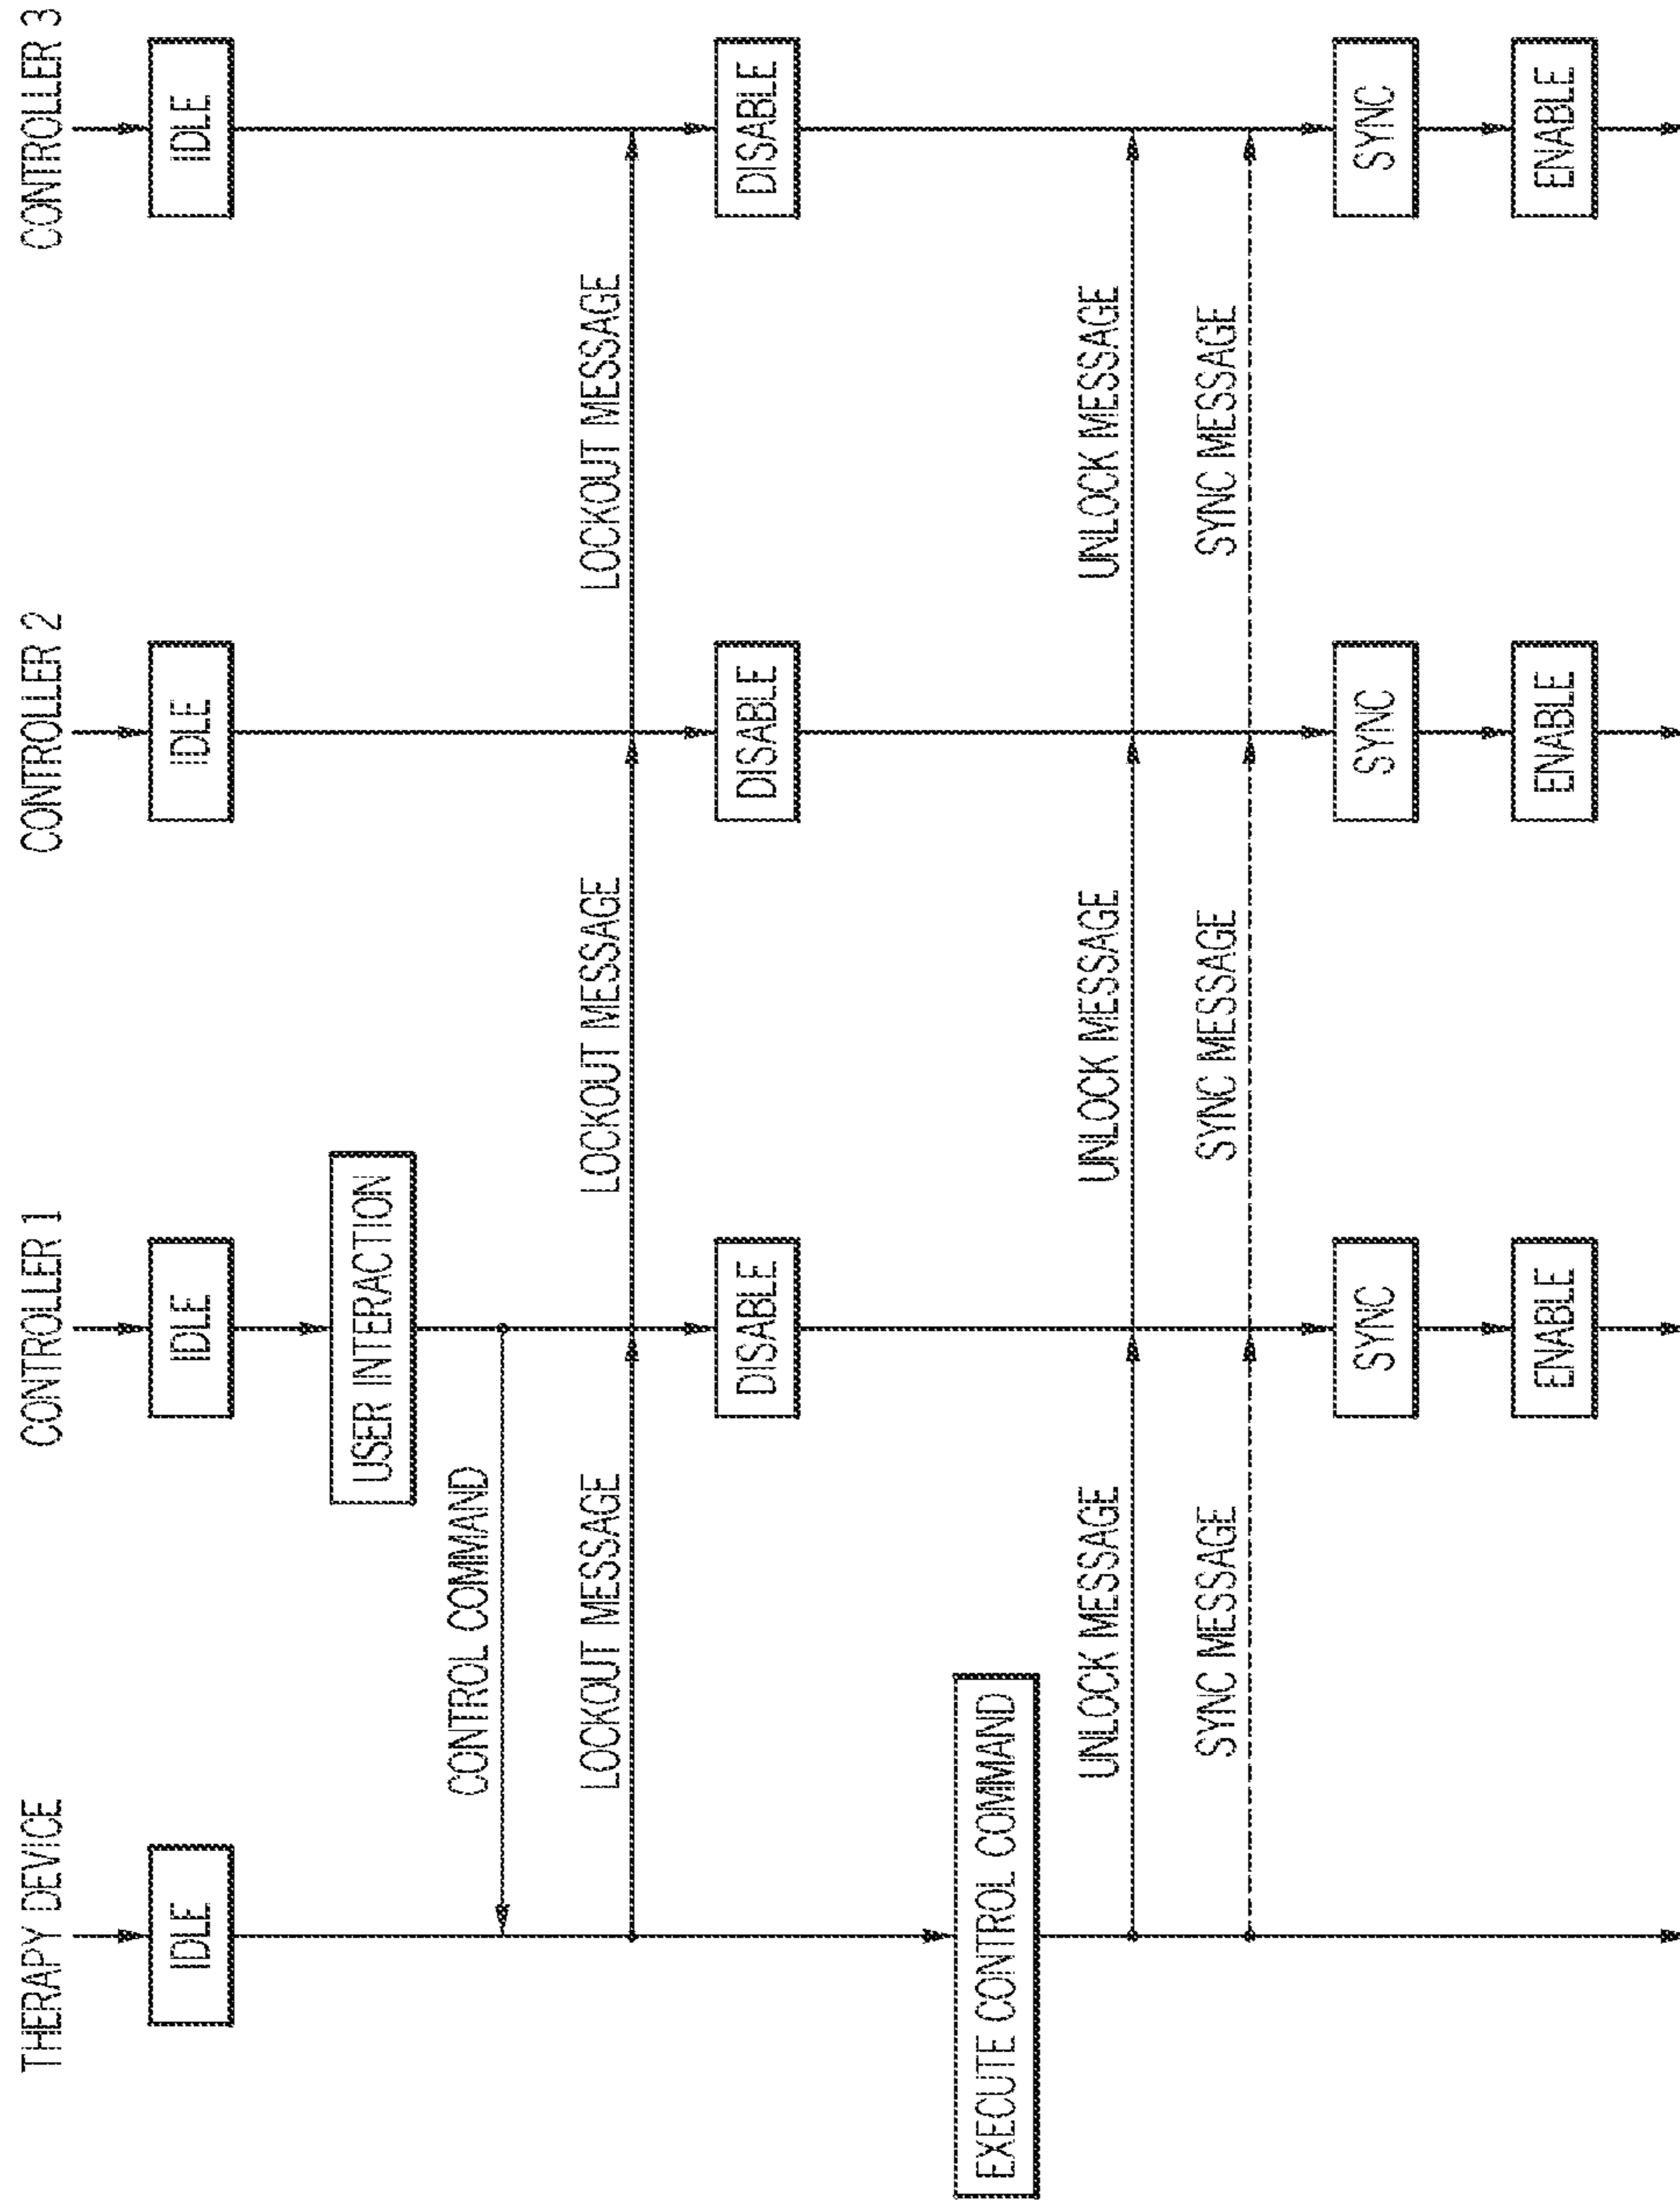 THERAPY DEVICE
CONTROLLER 1
CONTROLLER 2
CONTROLLER 3
IDLE
IDLE
IDLE
IDLE
USER INTERACTION
CONTROL COMMAND
LOCKOUT MESSAGE
LOCKOUT MESSAGE
LOCKOUT MESSAGE
DISABLE
DISABLE
DISABLE
EXECUTE CONTROL COMMAND
UNLOCK MESSAGE
UNLOCK MESSAGE
UNLOCK MESSAGE
SYNC MESSAGE
SYNC MESSAGE
SYNC MESSAGE
SYNC
SYNC
SYNC
ENABLE
ENABLE
ENABLE